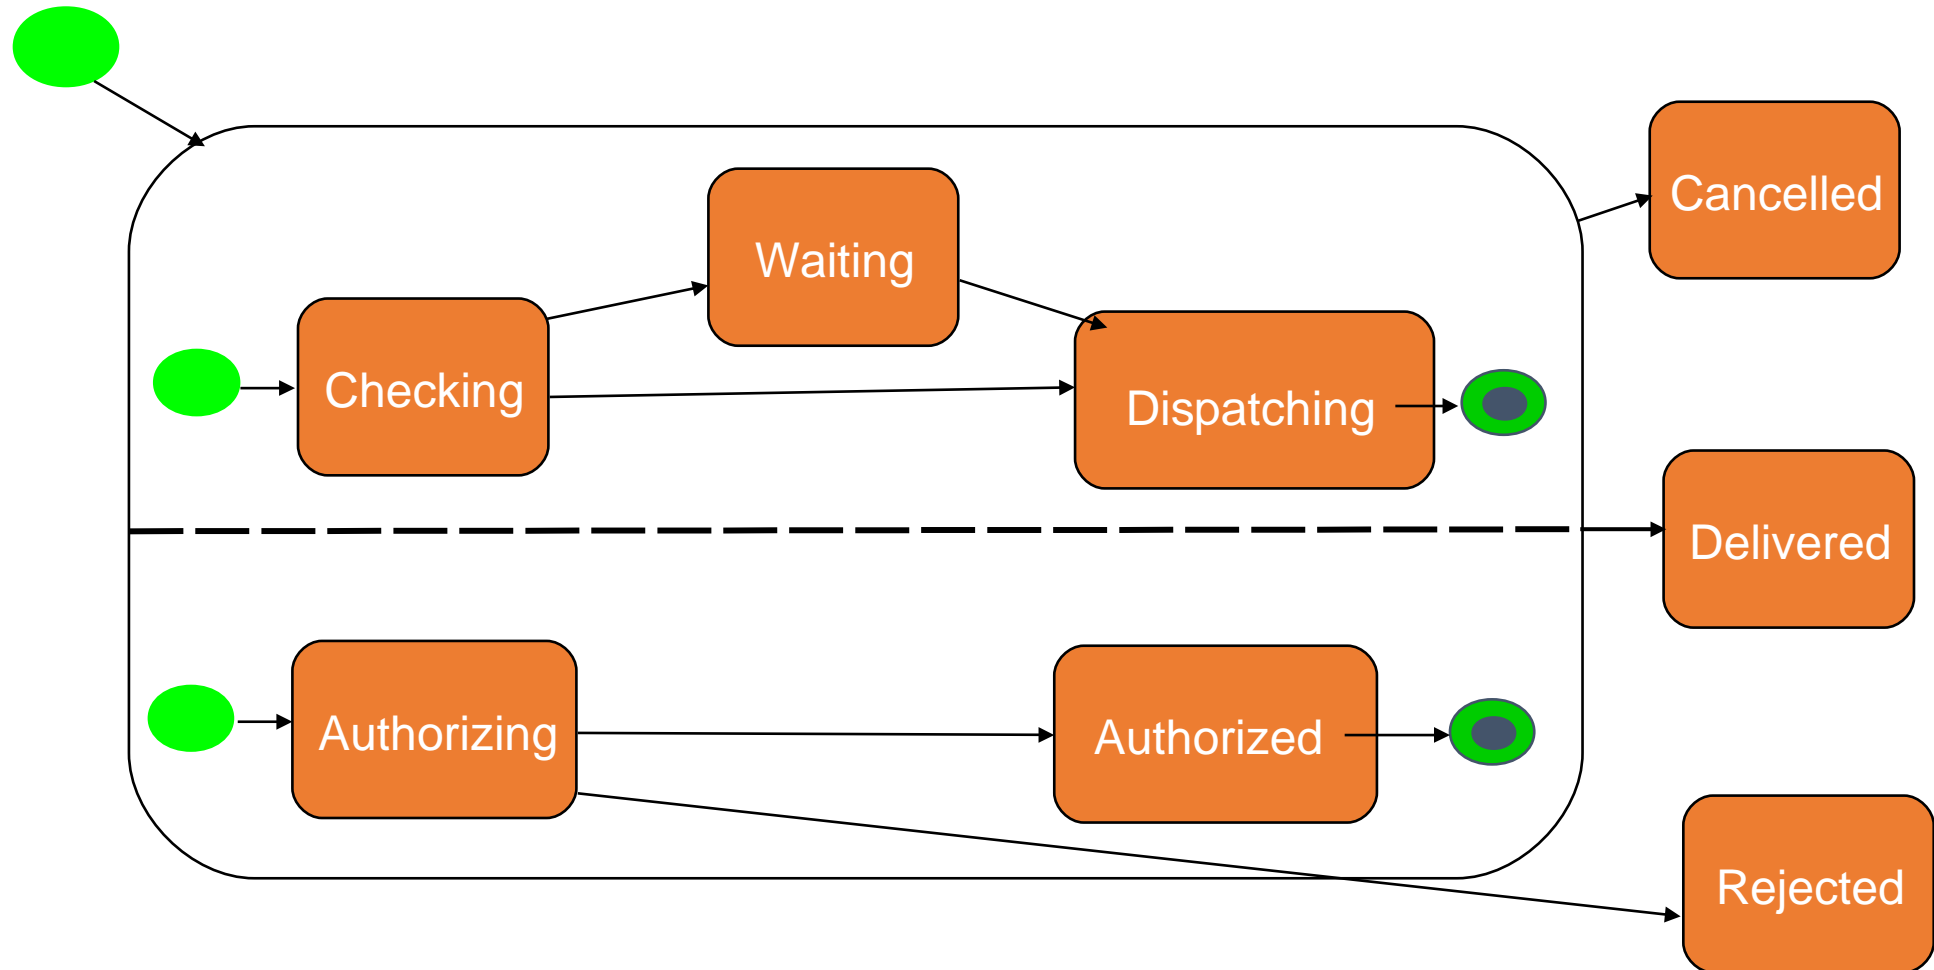 Cancelled
Waiting
Checking
Dispatching
Delivered
Authorizing
Authorized
Rejected